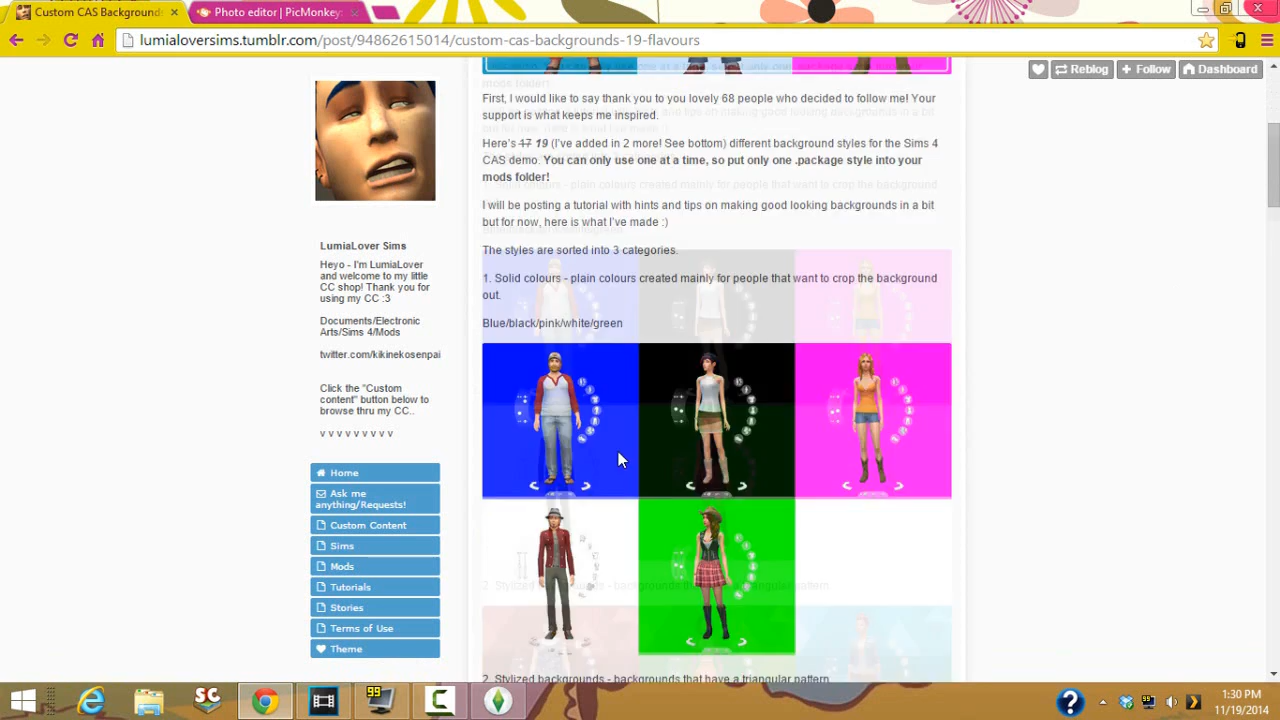 Custom CAS Backgrounds
Photo editor | PicMonkey:
lumialoversims.tumblr.com/post/94862615014/custom-cas-backgrounds-19-flavours
Reblog
Follow
Dashboard
First, I would like to say thank you to you lovely 68 people who decided to follow me! Your
support is what keeps me inspired.
Here's 17 19 (I've added in 2 more! See bottom) different background styles for the Sims 4
CAS demo. You can only use one at a time, so put only one .package style into your
mods folder!
I will be posting a tutorial with hints and tips on making good looking backgrounds in a bit
but for now, here is what I've made :)
The styles are sorted into 3 categories.
1. Solid colours - plain colours created mainly for people that want to crop the background
out.
Blue/black/pink/white/green
2. Stylized backgrounds - backgrounds that have a triangular pattern
LumiaLover Sims
Heyo - I'm LumiaLover
and welcome to my little
CC shop! Thank you for
using my CC :3
Documents/Electronic
Arts/Sims 4/Mods
twitter.com/kikinekosenpai
Click the "Custom
content" button below to
browse thru my CC..
v v v v v v v v v
Home
Ask me
anything/Requests!
Custom Content
Sims
Mods
Tutorials
Stories
Terms of Use
Theme
SC
99
1:30 PM
11/19/2014